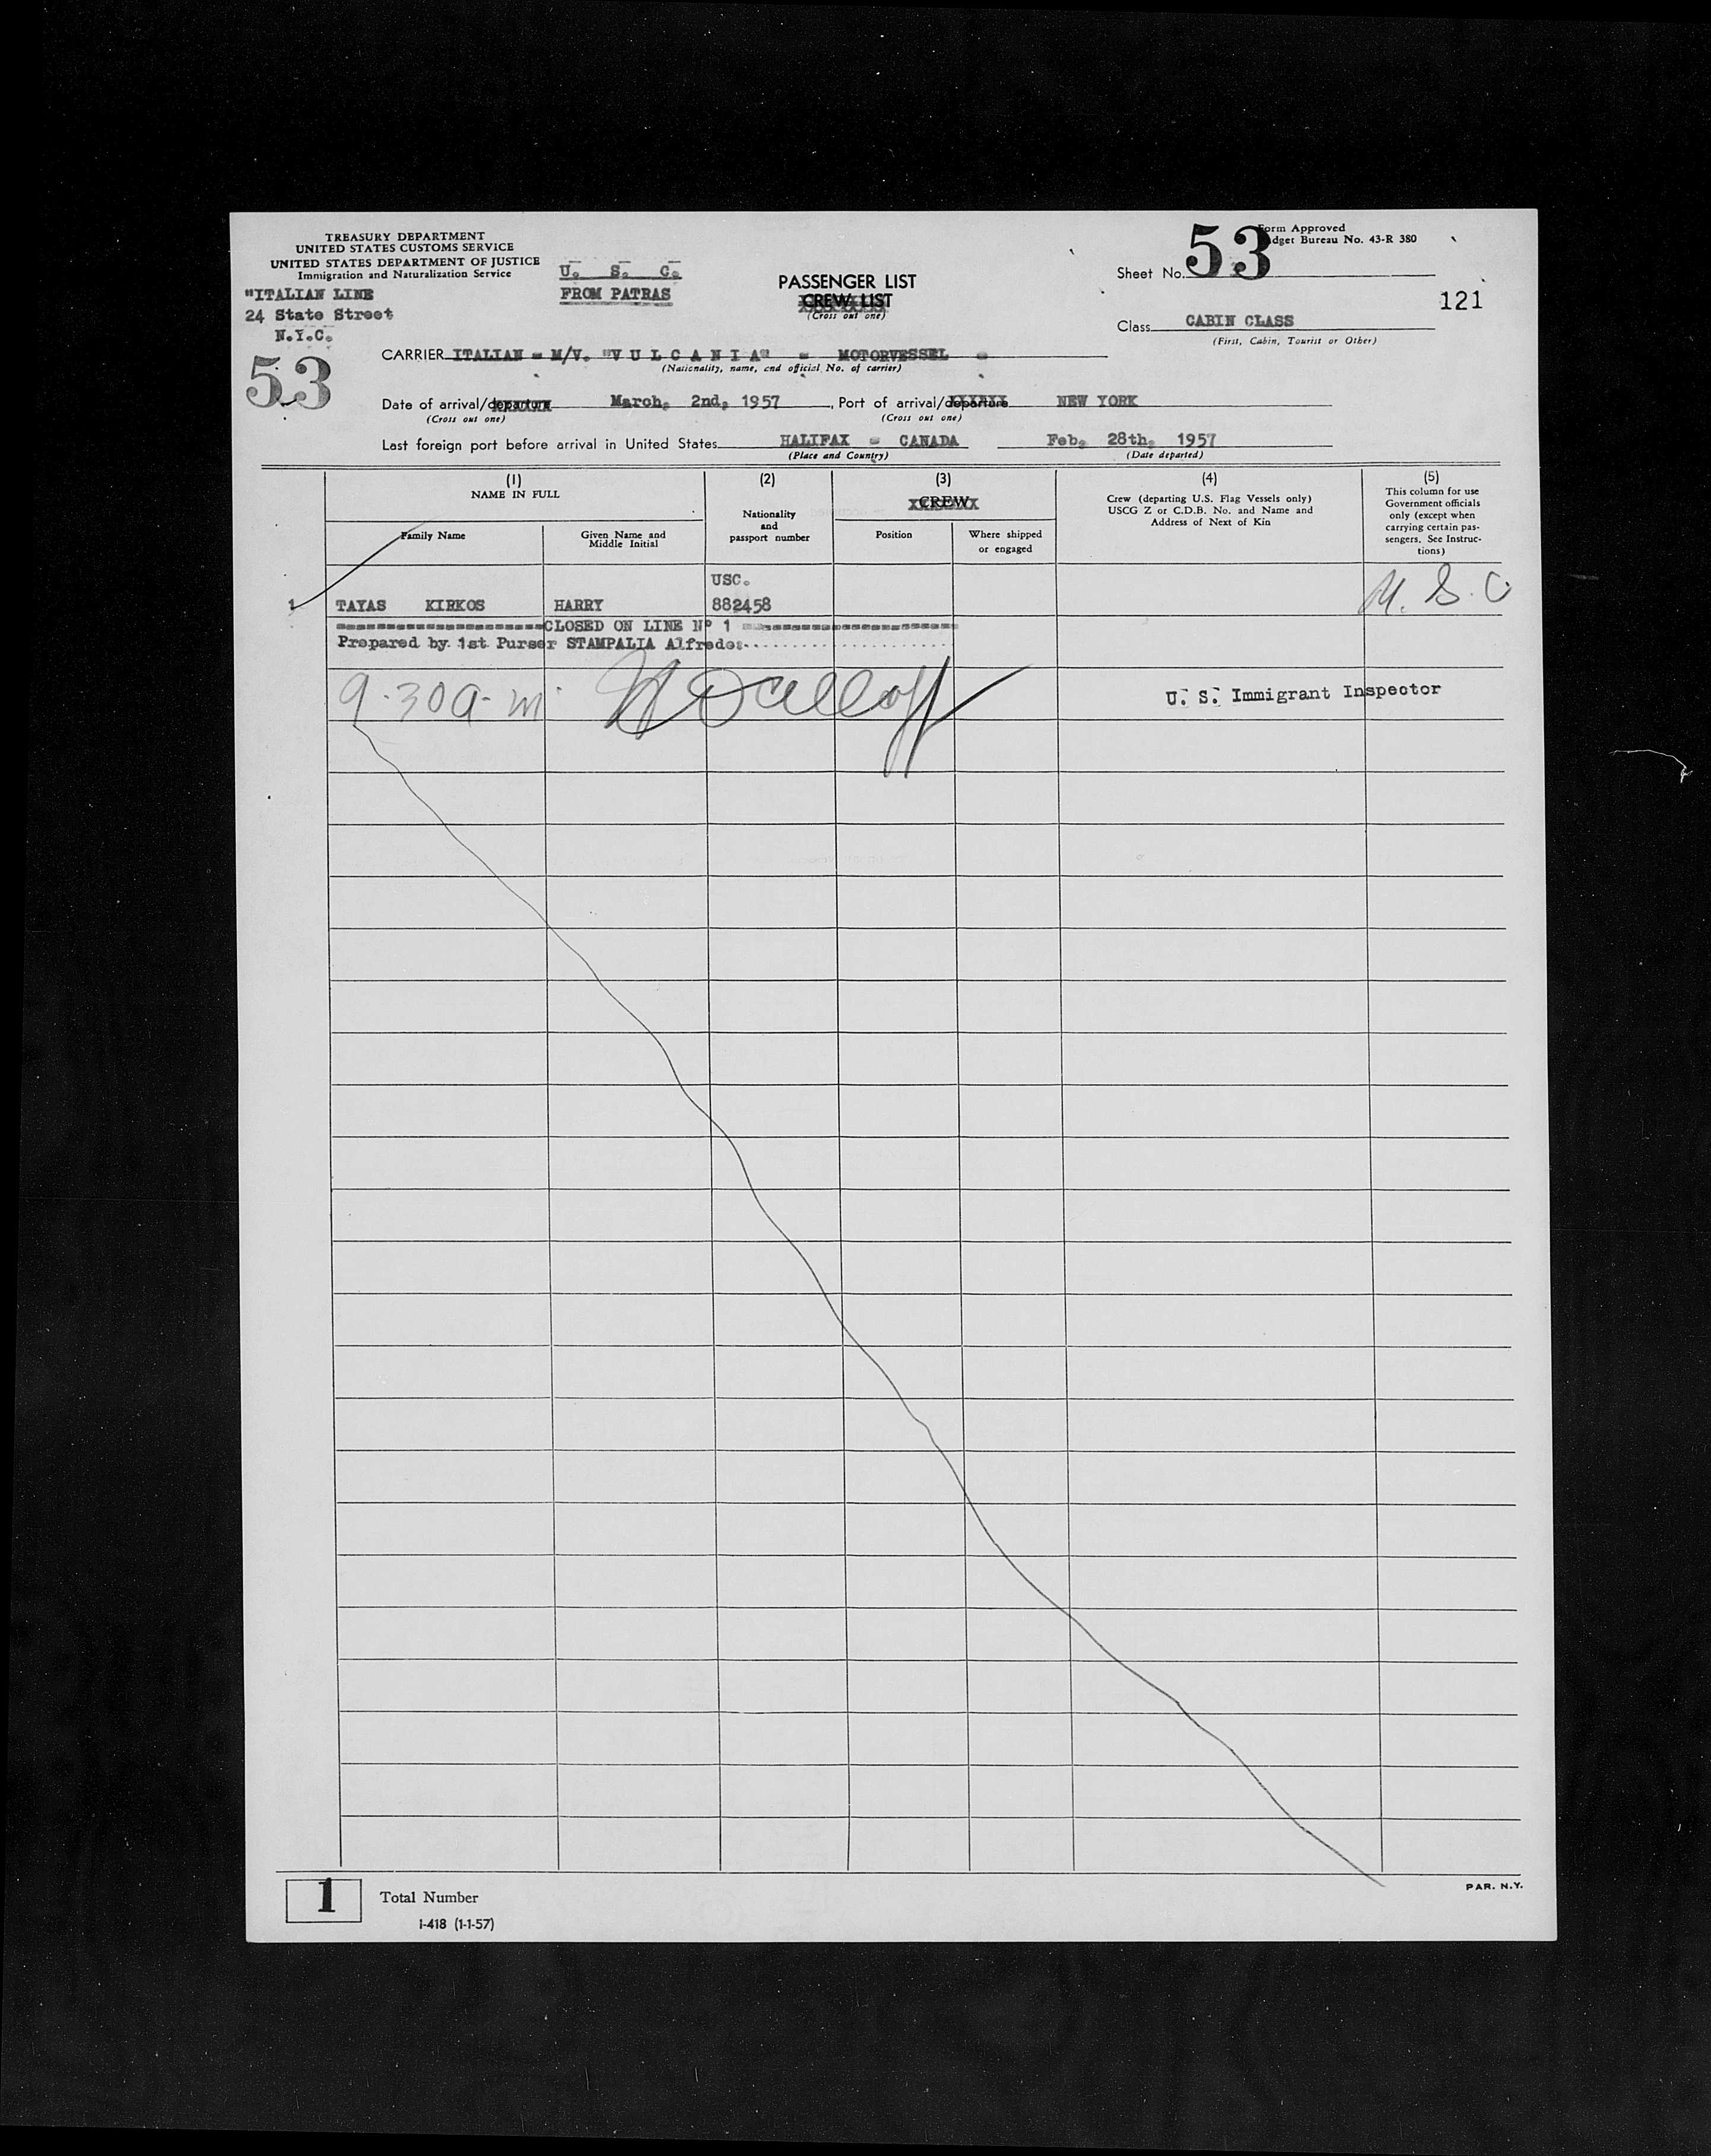 TREASURY DEPARTMENT
UNITED STATES CUSTOMS SERVICE
UNITED STATES DEPARTMENT OF JUSTICE
Immigration and Naturalization Service
"ITALIAN LINE
24 State Street
N.Y.C.
53
U. S. C.
FROM PATRAS
PASSENGER LIST
CREW LIST
(Cross out one)
Form Approved
Budget Bureau No. 43-R 380
Sheet No. 53
121
Class CABIN CLASS
(First, Cabin, Tourist or Other)
CARRIER ITALIAN = M/V. "V U L C A N I A" = MOTORVESSEL =
(Nationality, name, and official No. of carrier)
Date of arrival/departure March, 2nd, 1957, Port of arrival/departure NEW YORK
(Cross out one) (Cross out one)
Last foreign port before arrival in United States HALIFAX = CANADA Feb. 28th, 1957
(Place and Country) (Date departed)
(1) (2) (3) (4) (5)
NAME IN FULL
Family Name
Given Name and
Middle Initial
Nationality
and
passport number
CREW
Position
Where shipped
or engaged
Crew (departing U.S. Flag Vessels only)
USCG Z or C.D.B. No. and Name and
Address of Next of Kin
This column for use
Government officials
only (except when
carrying certain pas-
sengers. See Instruc-
tions)
USC.
1 TAYAS KIRKOS HARRY 882458 U. S. C
CLOSED ON LINE Nº 1
Prepared by 1st Purser STAMPALIA Alfredo:
9.30 a.m.
U. S. Immigrant Inspector
1 Total Number
I-418 (1-1-57)
PAR. N.Y.